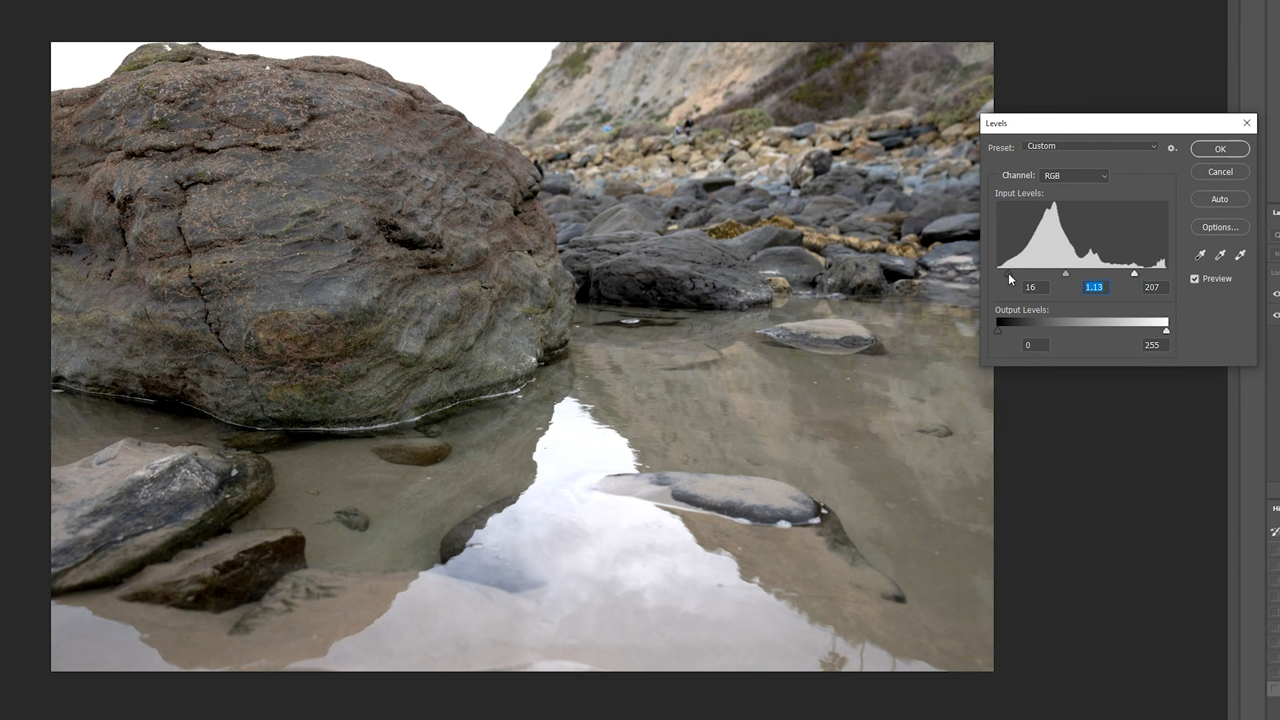 Levels
Preset: Custom
OK
Cancel
Channel: RGB
Input Levels:
Auto
Options...
Preview
16 1.13 207
Output Levels:
0 255